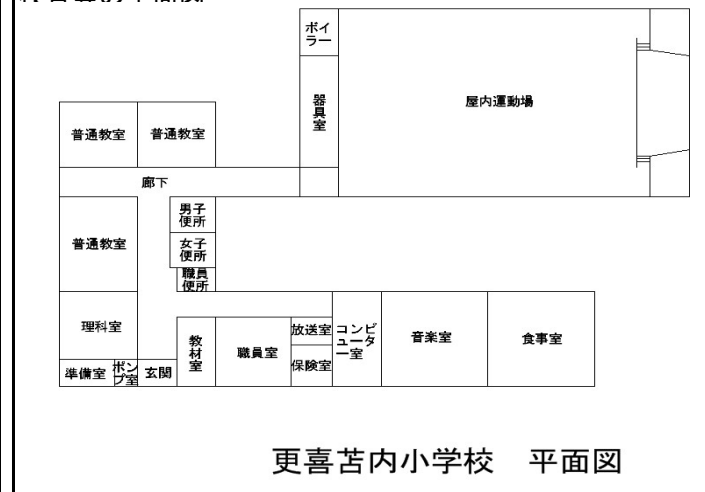 ボイ
ラー
器具室
屋内運動場
普通教室
普通教室
廊下
男子
便所
普通教室
女子
便所
職員
便所
理科室
教材室
職員室
放送室
コンピ
ュータ
ー室
音楽室
食事室
保険室
準備室
ポン
プ室
玄関
更喜苫内小学校 平面図